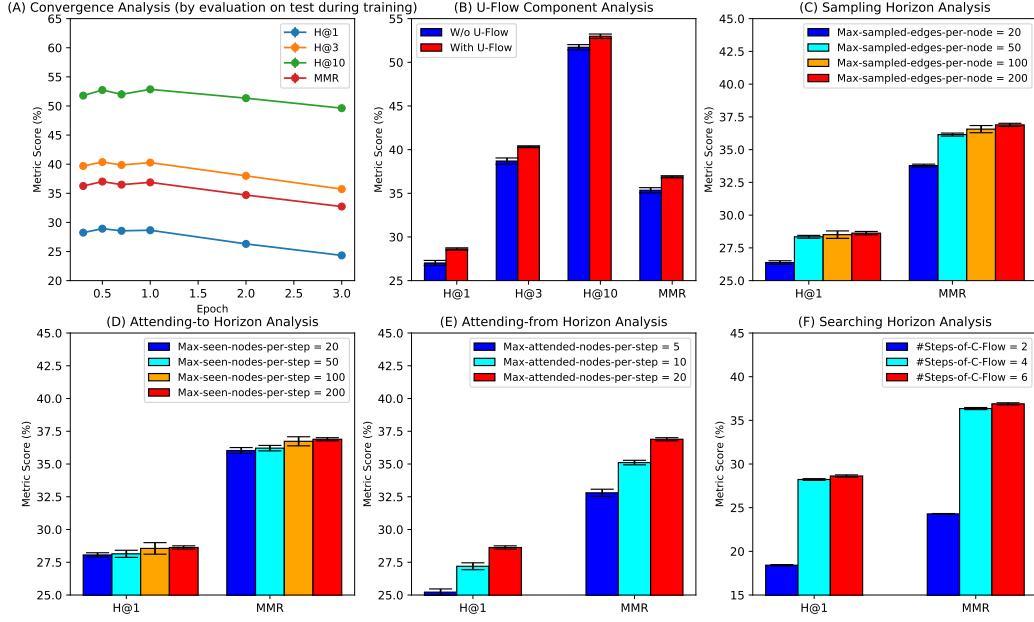 (A) Convergence Analysis (by evaluation on test during training)
65
60
55
50
45
40
35
30
25
20
Metric Score (%)
0.5
1.0
1.5
2.0
2.5
3.0
Epoch
H@1
H@3
H@10
MMR
(B) U-Flow Component Analysis
55
50
45
40
35
30
25
Metric Score (%)
H@1
H@3
H@10
MMR
W/o U-Flow
With U-Flow
(C) Sampling Horizon Analysis
45.0
42.5
40.0
37.5
35.0
32.5
30.0
27.5
25.0
Metric Score (%)
H@1
MMR
Max-sampled-edges-per-node = 20
Max-sampled-edges-per-node = 50
Max-sampled-edges-per-node = 100
Max-sampled-edges-per-node = 200
(D) Attending-to Horizon Analysis
45.0
42.5
40.0
37.5
35.0
32.5
30.0
27.5
25.0
Metric Score (%)
H@1
MMR
Max-seen-nodes-per-step = 20
Max-seen-nodes-per-step = 50
Max-seen-nodes-per-step = 100
Max-seen-nodes-per-step = 200
(E) Attending-from Horizon Analysis
45.0
42.5
40.0
37.5
35.0
32.5
30.0
27.5
25.0
Metric Score (%)
H@1
MMR
Max-attended-nodes-per-step = 5
Max-attended-nodes-per-step = 10
Max-attended-nodes-per-step = 20
(F) Searching Horizon Analysis
45
40
35
30
25
20
15
Metric Score (%)
H@1
MMR
#Steps-of-C-Flow = 2
#Steps-of-C-Flow = 4
#Steps-of-C-Flow = 6